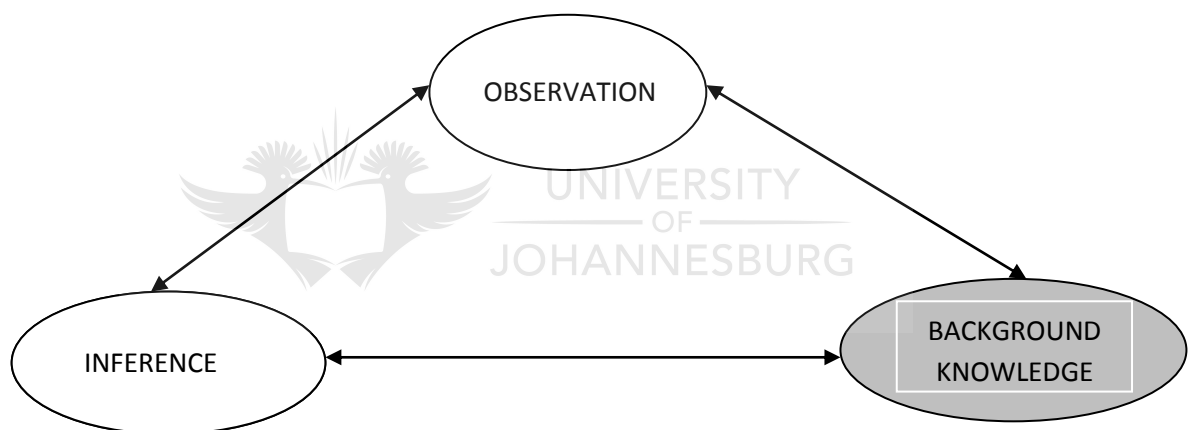 OBSERVATION
UNIVERSITY
OF
JOHANNESBURG
INFERENCE
BACKGROUND
KNOWLEDGE